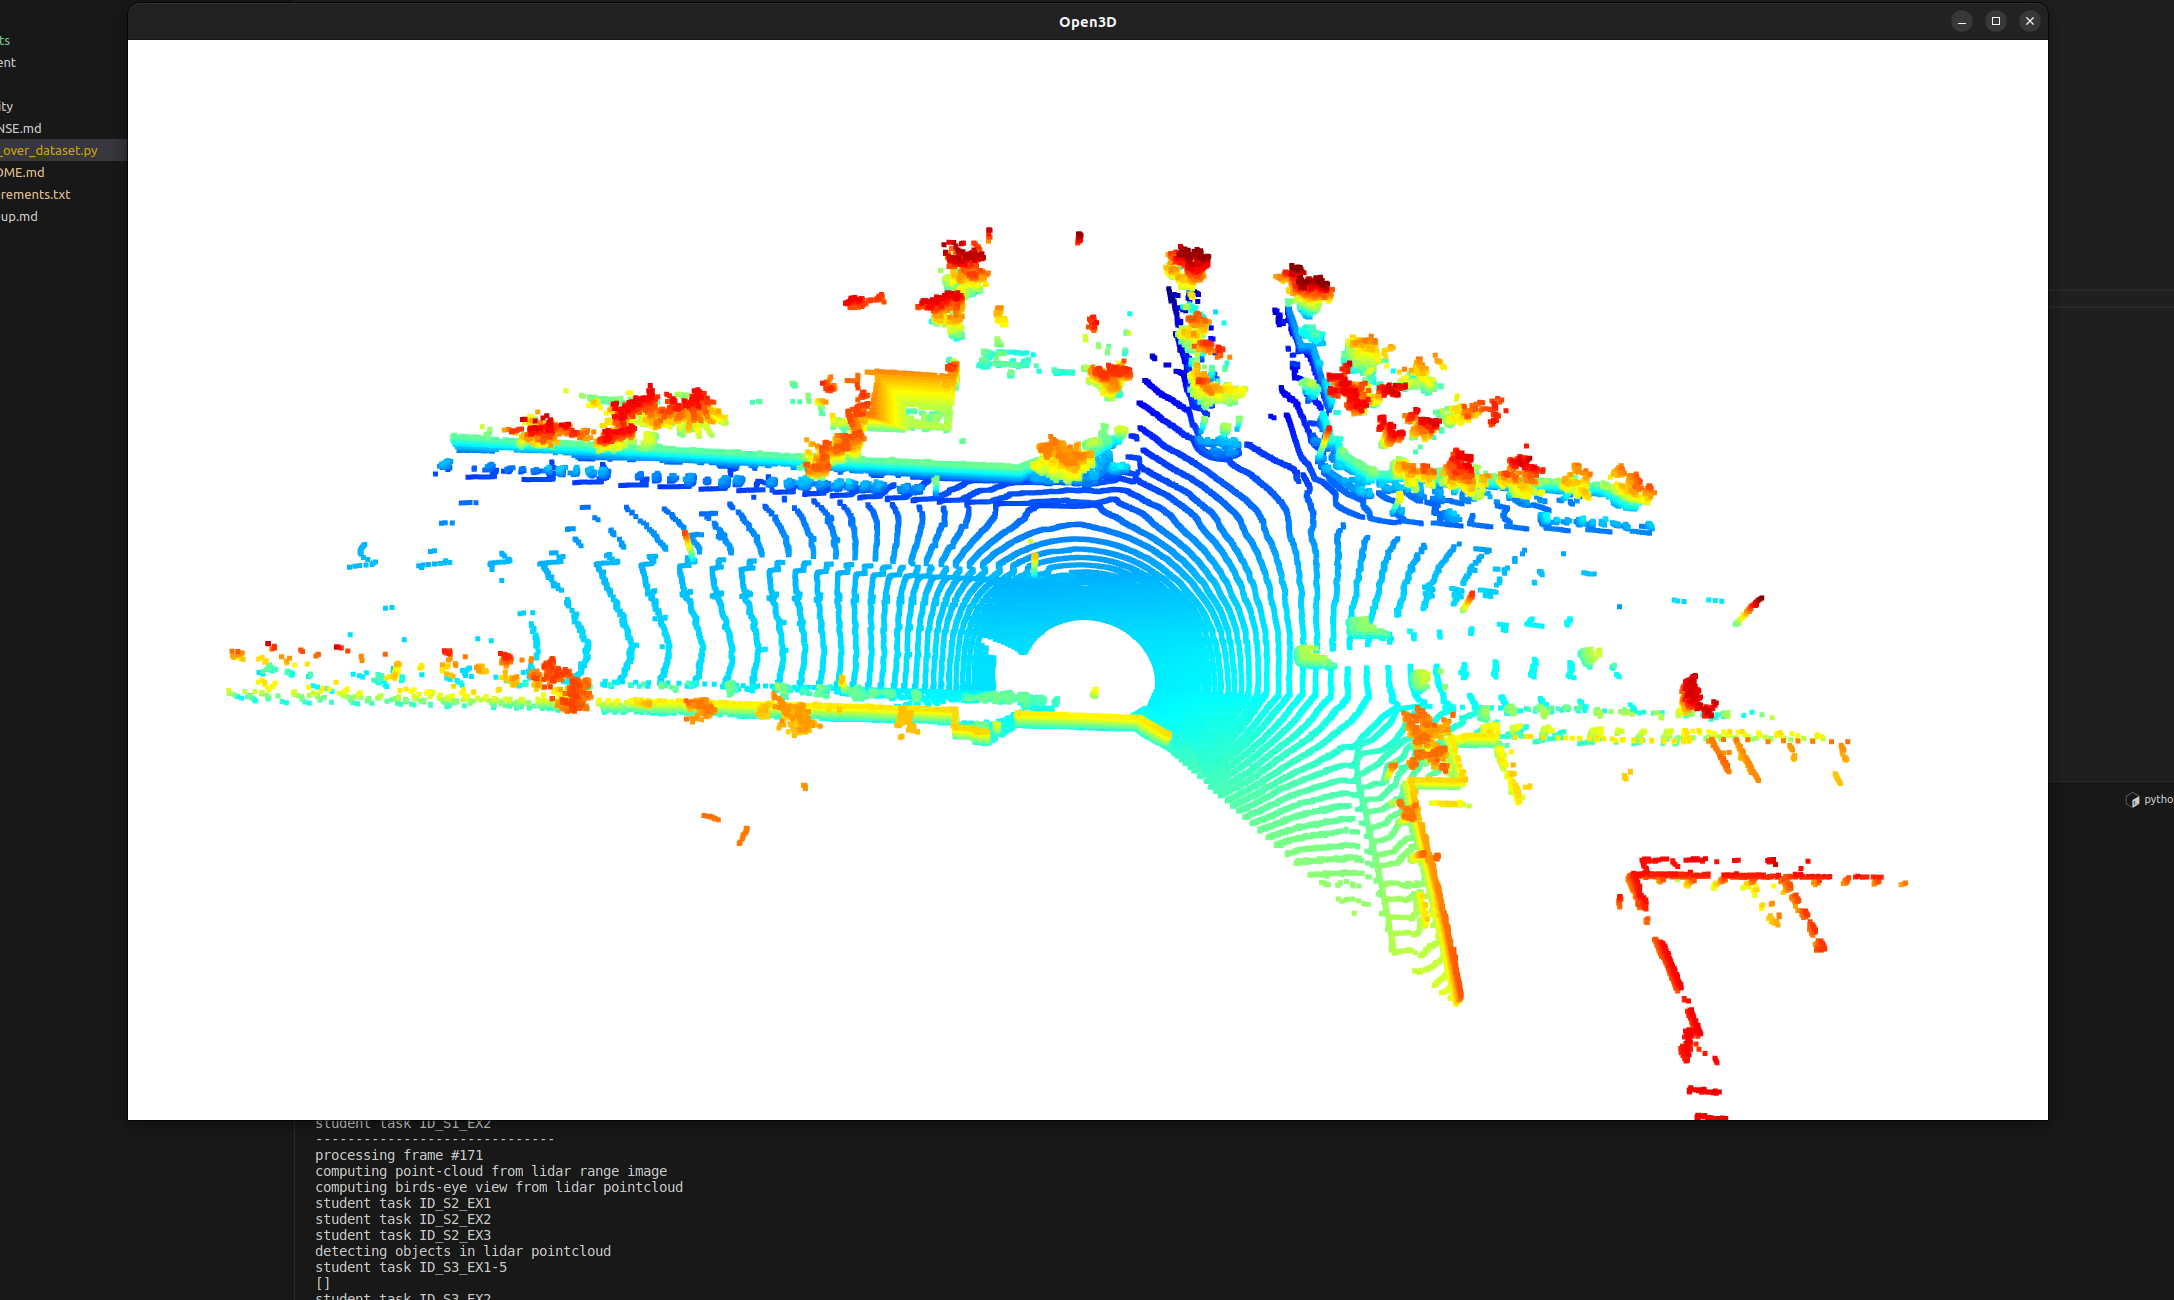 Open3D
ts
ent
ity
NSE.md
_over_dataset.py
OME.md
rements.txt
up.md
pytho
student task ID_S1_EX2
------------------------------
processing frame #171
computing point-cloud from lidar range image
computing birds-eye view from lidar pointcloud
student task ID_S2_EX1
student task ID_S2_EX2
student task ID_S2_EX3
detecting objects in lidar pointcloud
student task ID_S3_EX1-5
[]
student task ID_S3_EX2